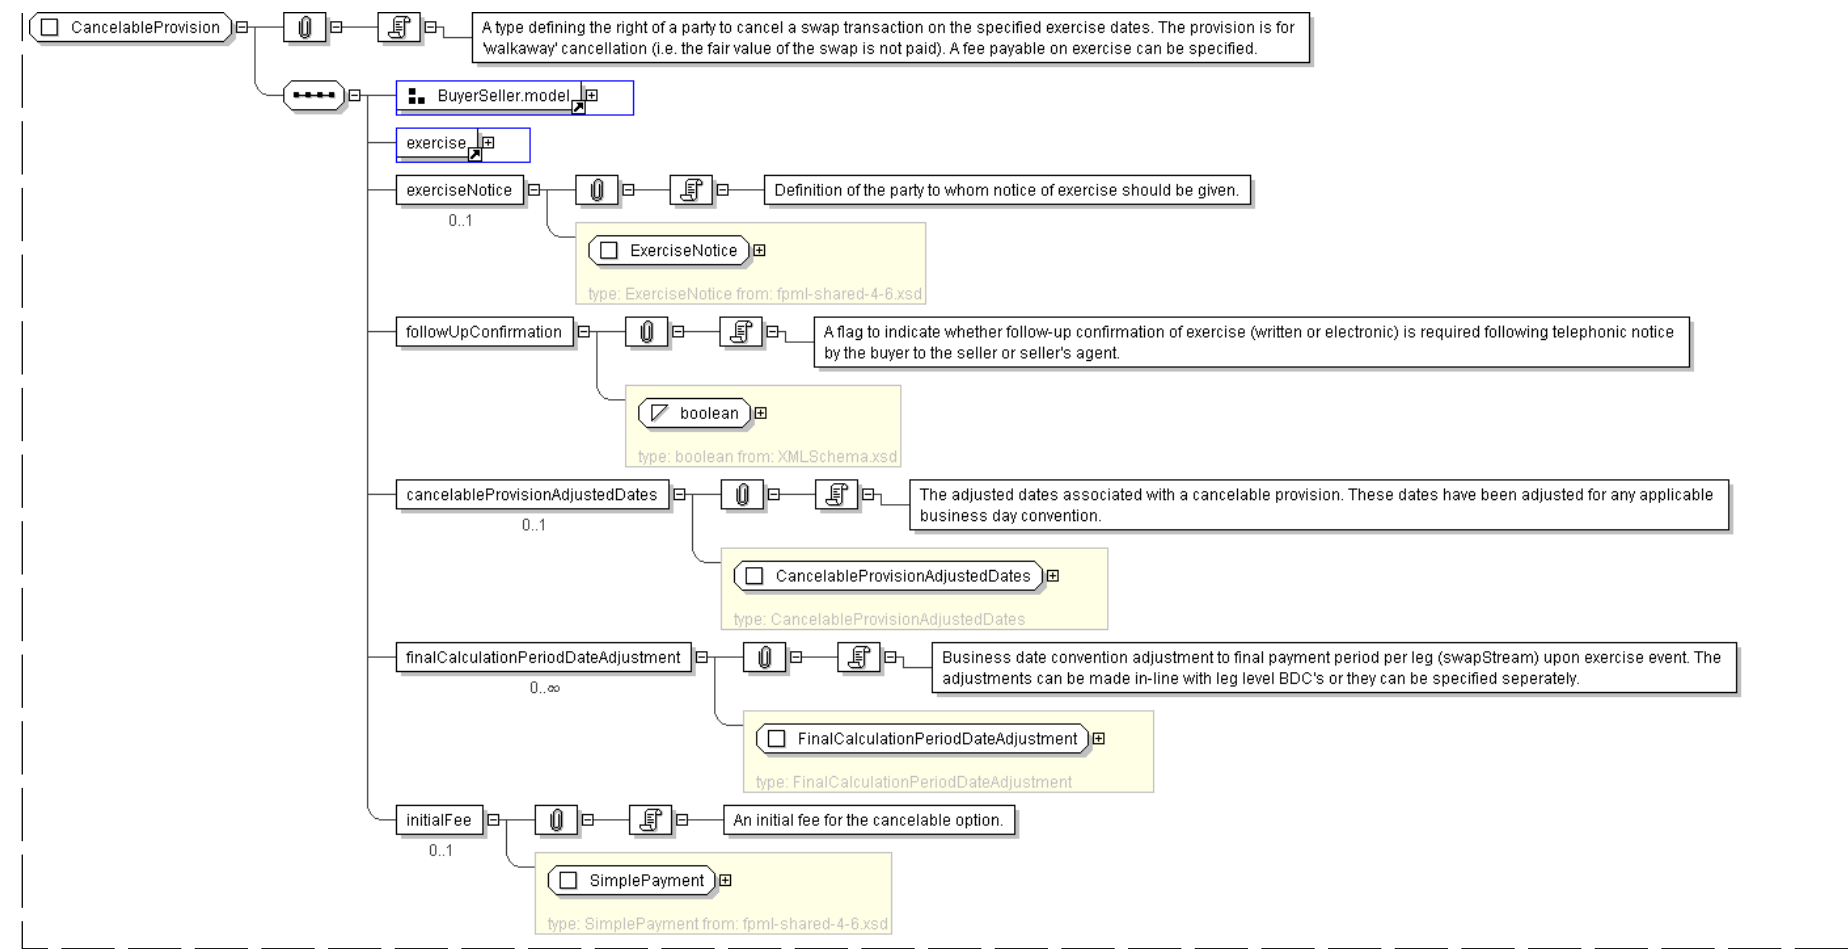 CancelableProvision
A type defining the right of a party to cancel a swap transaction on the specified exercise dates. The provision is for
'walkaway' cancellation (i.e. the fair value of the swap is not paid). A fee payable on exercise can be specified.
BuyerSeller.model
exercise
exerciseNotice
Definition of the party to whom notice of exercise should be given.
0..1
ExerciseNotice
type: ExerciseNotice from: fpml-shared-4-6.xsd
followUpConfirmation
A flag to indicate whether follow-up confirmation of exercise (written or electronic) is required following telephonic notice
by the buyer to the seller or seller's agent.
boolean
type: boolean from: XMLSchema.xsd
cancelableProvisionAdjustedDates
The adjusted dates associated with a cancelable provision. These dates have been adjusted for any applicable
business day convention.
0..1
CancelableProvisionAdjustedDates
type: CancelableProvisionAdjustedDates
finalCalculationPeriodDateAdjustment
Business date convention adjustment to final payment period per leg (swapStream) upon exercise event. The
adjustments can be made in-line with leg level BDC's or they can be specified seperately.
0..∞
FinalCalculationPeriodDateAdjustment
type: FinalCalculationPeriodDateAdjustment
initialFee
An initial fee for the cancelable option.
0..1
SimplePayment
type: SimplePayment from: fpml-shared-4-6.xsd